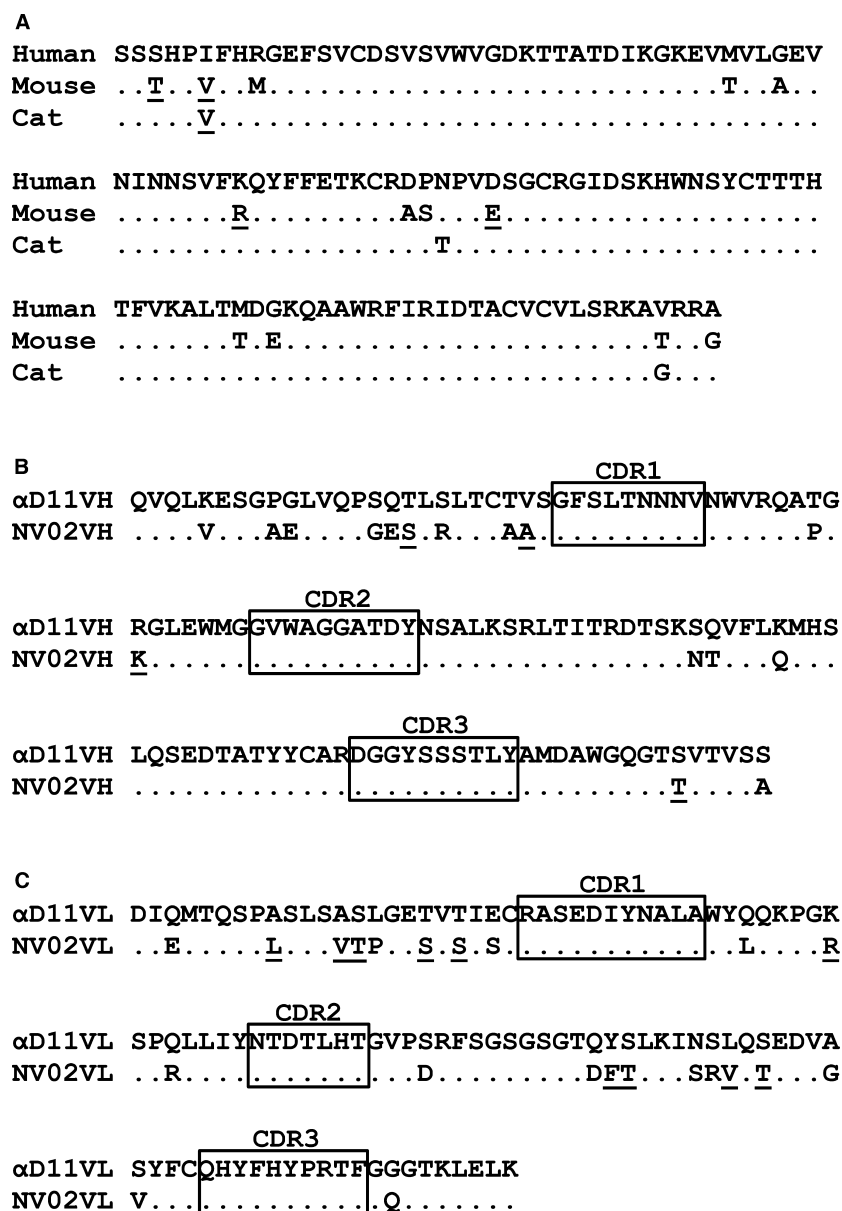 A
Human SSSHPIFHRGEFSVCDSVSVWVGDKTTATDIKGKEVMVLGEV
Mouse ..T..V..M...........................T..A..
Cat .....V....................................
Human NINNSVFKQYFFETKCRDPNPVDSGCRGIDSKHWNSYCTTTH
Mouse .......R.........AS...E...................
Cat ...................T......................
Human TFVKALTMDGKQAAWRFIRIDTACVCVLSRKAVRRA
Mouse .......T.E......................T..G
Cat ................................G...
B
CDR1
αD11VH QVQLKESGPGLVQPSQTLSLTCTVSGFSLTNNNVNWVRQATG
NV02VH ....V...AE....GES.R...AA................P.
CDR2
αD11VH RGLEWMGGVWAGGATDYNSALKSRLTITRDTSKSQVFLKMHS
NV02VH K................................NT...Q...
CDR3
αD11VH LQSEDTATYYCARDGGYSSSTLYAMDAWGQGTSVTVSS
NV02VH ................................T....A
C
CDR1
αD11VL DIQMTQSPASLSASLGETVTIECRASEDIYNALAWYQQKPGK
NV02VL ..E.....L...VTP..S.S.S..............L....R
CDR2
αD11VL SPQLLIYNTDTLHTGVPSRFSGSGSGTQYSLKINSLQSEDVA
NV02VL ..R..............D.........DFT...SRV.T...G
CDR3
αD11VL SYFCQHYFHYPRTFGGGTKLELK
NV02VL V..............Q.......